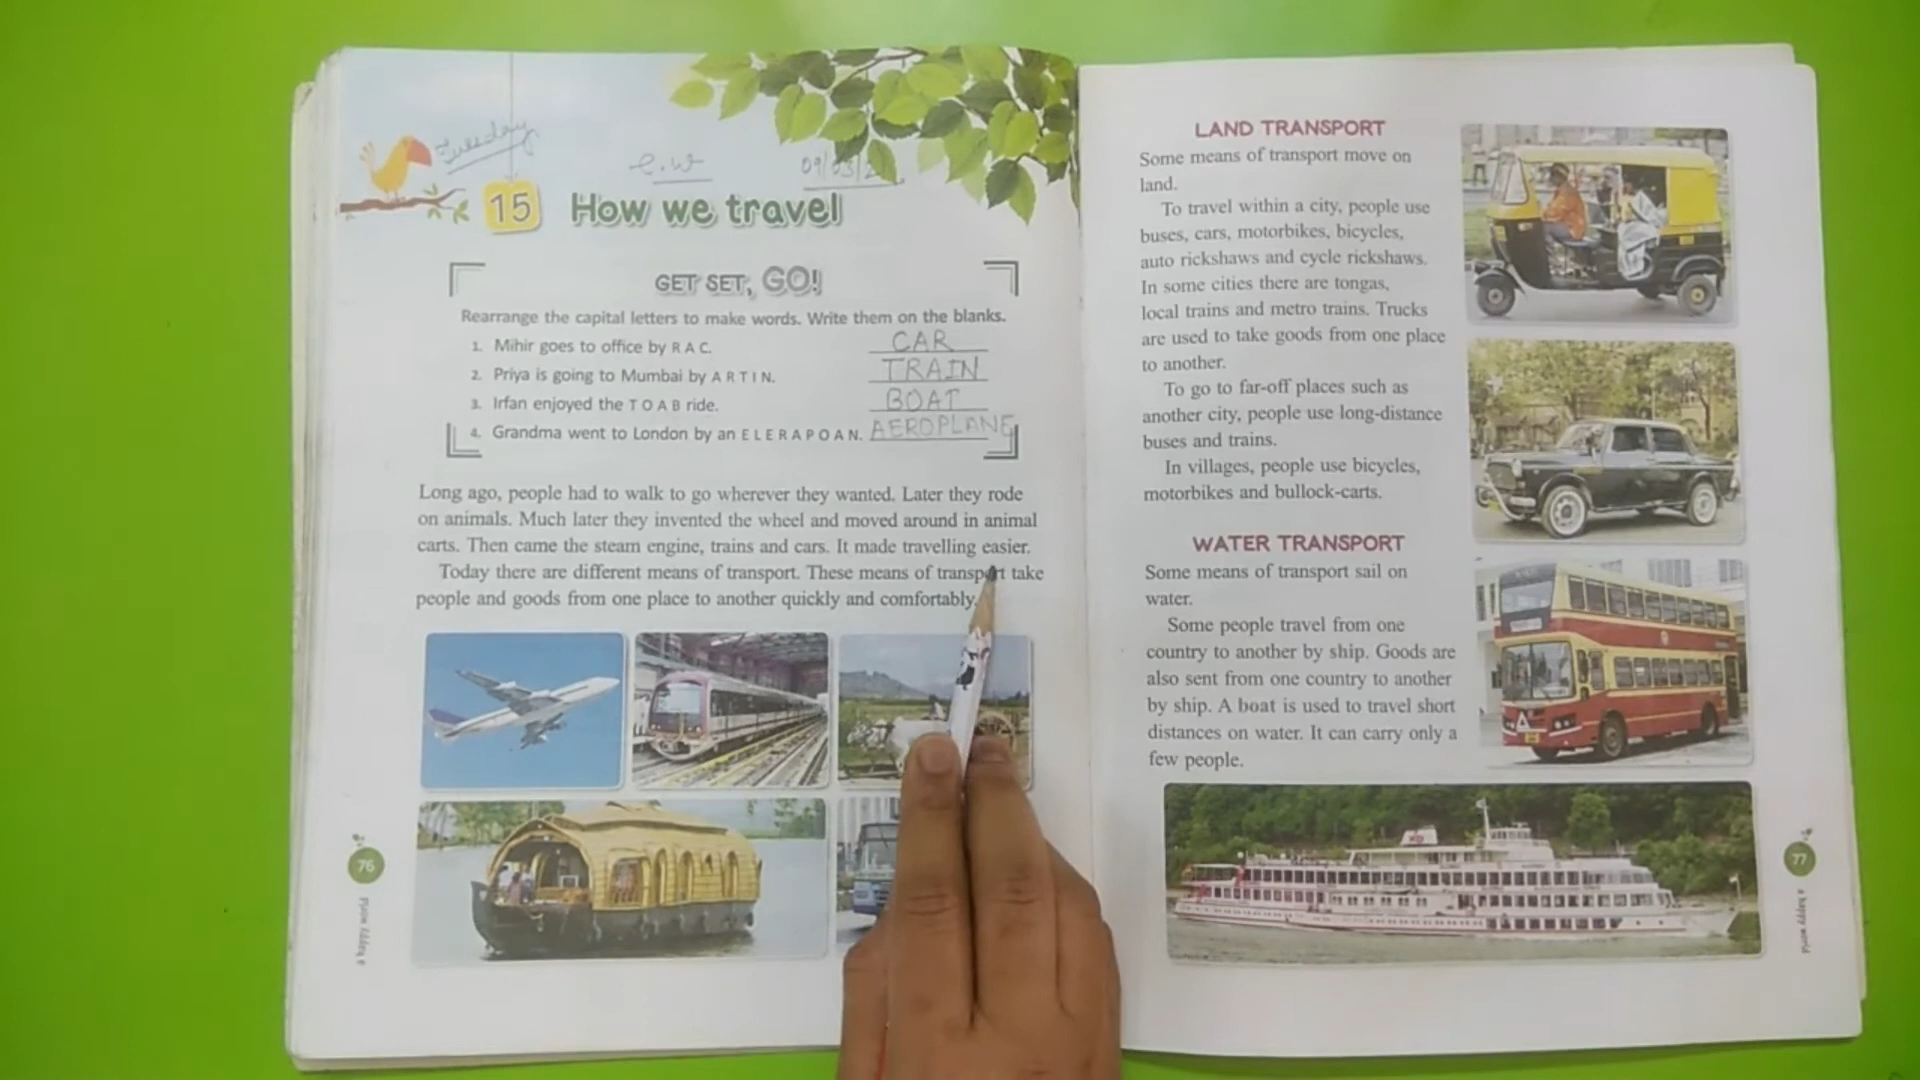 Tuesday
C.W
15
How we travel
GET SET, GO!
Rearrange the capital letters to make words. Write them on the blanks.
1. Mihir goes to office by R A C. CAR
2. Priya is going to Mumbai by A R T I N. TRAIN
3. Irfan enjoyed the T O A B ride. BOAT
4. Grandma went to London by an E L E R A P O A N. AEROPLANE
Long ago, people had to walk to go wherever they wanted. Later they rode
on animals. Much later they invented the wheel and moved around in animal
carts. Then came the steam engine, trains and cars. It made travelling easier.
Today there are different means of transport. These means of transport take
people and goods from one place to another quickly and comfortably.
76
LAND TRANSPORT
Some means of transport move on
land.
To travel within a city, people use
buses, cars, motorbikes, bicycles,
auto rickshaws and cycle rickshaws.
In some cities there are tongas,
local trains and metro trains. Trucks
are used to take goods from one place
to another.
To go to far-off places such as
another city, people use long-distance
buses and trains.
In villages, people use bicycles,
motorbikes and bullock-carts.
WATER TRANSPORT
Some means of transport sail on
water.
Some people travel from one
country to another by ship. Goods are
also sent from one country to another
by ship. A boat is used to travel short
distances on water. It can carry only a
few people.
77
A happy world